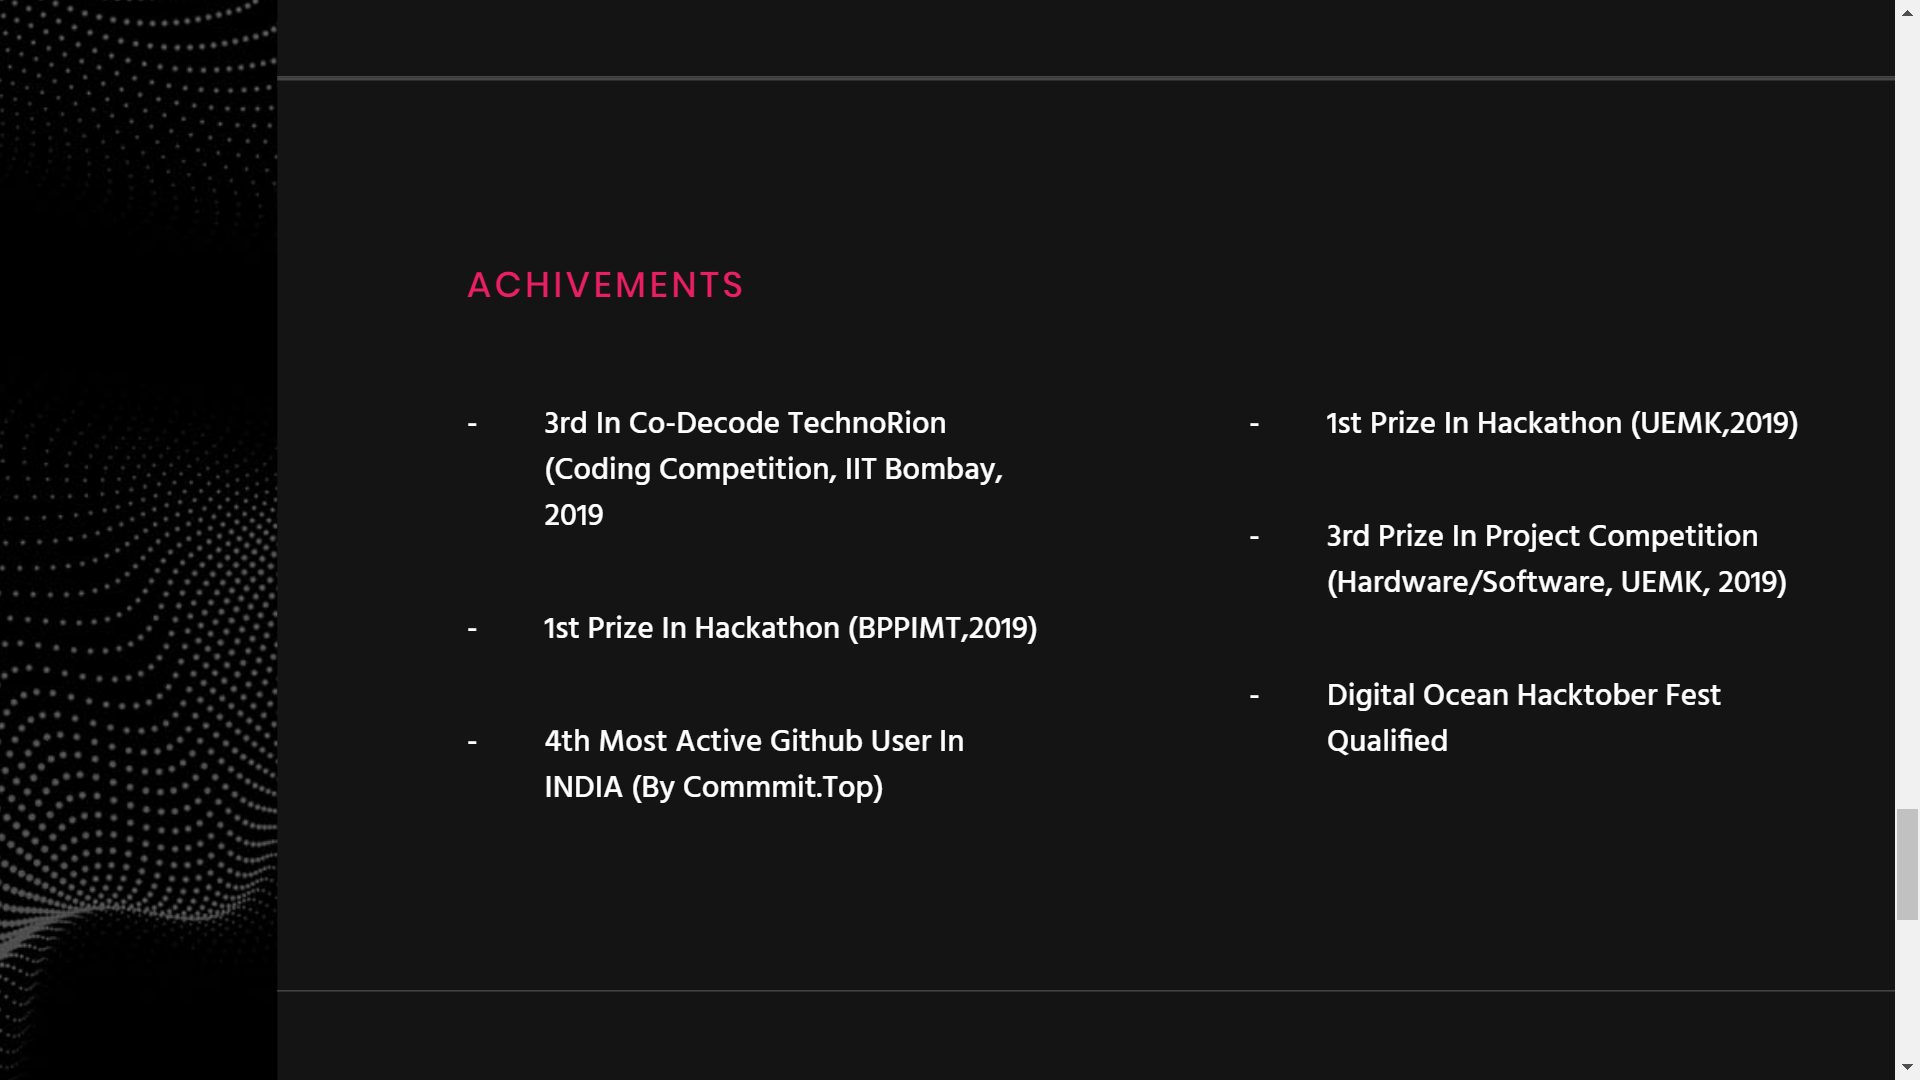 ACHIVEMENTS
- 3rd In Co-Decode TechnoRion
(Coding Competition, IIT Bombay,
2019
- 1st Prize In Hackathon (BPPIMT,2019)
- 4th Most Active Github User In
INDIA (By Commmit.Top)
- 1st Prize In Hackathon (UEMK,2019)
- 3rd Prize In Project Competition
(Hardware/Software, UEMK, 2019)
- Digital Ocean Hacktober Fest
Qualified